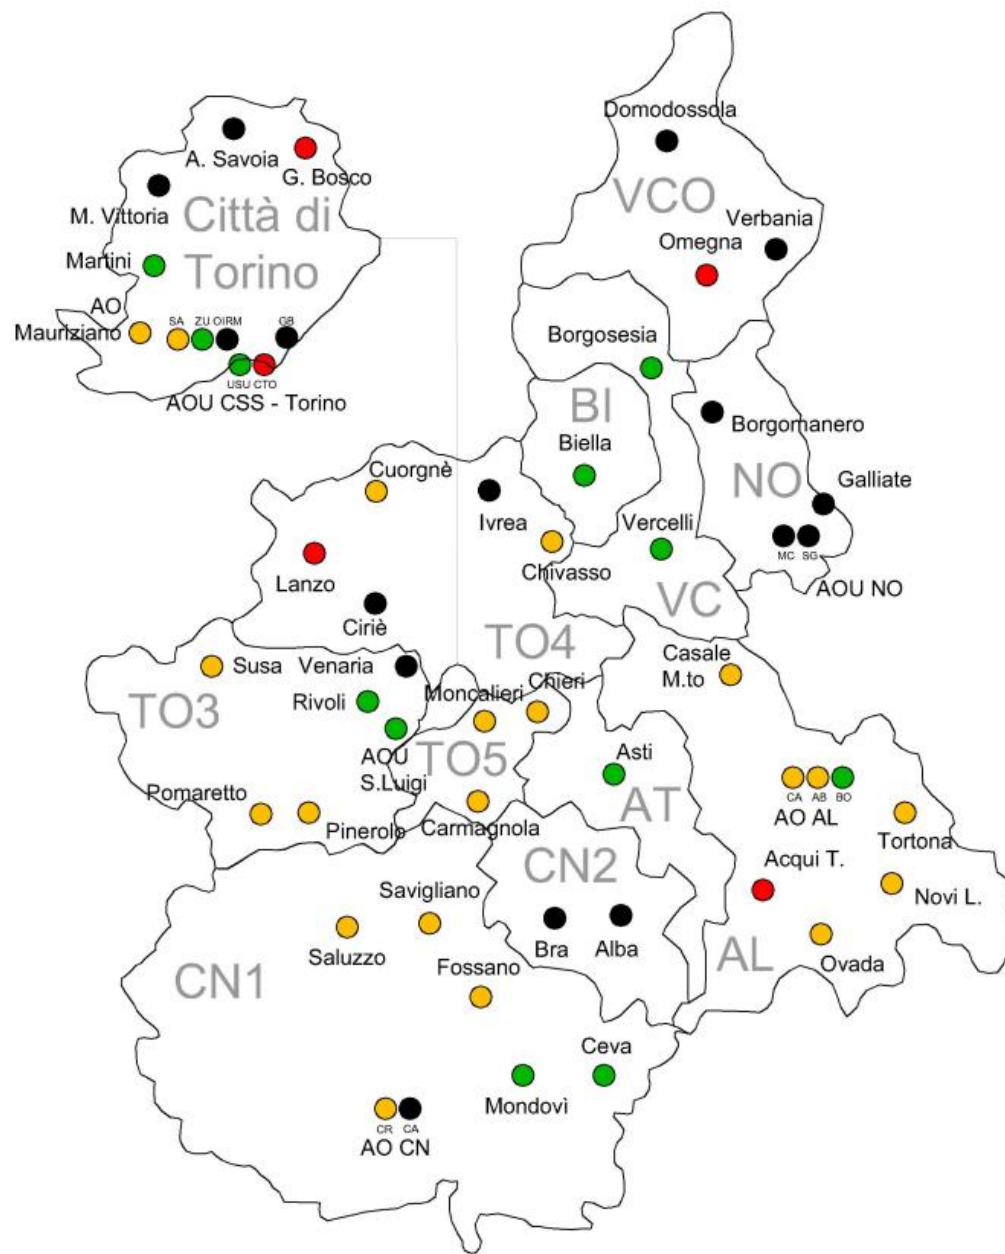 Domodossola
VCO
Verbania
Omegna
A. Savoia
G. Bosco
M. Vittoria
Città di
Torino
Martini
AO
Mauriziano
SA
ZU
OIRM
GB
USU
CTO
AOU CSS - Torino
Borgosesia
BI
Biella
Borgomanero
NO
Galliate
MC
SG
AOU NO
Cuorgnè
Ivrea
Vercelli
Chivasso
VC
Lanzo
Ciriè
TO4
Susa
Venaria
TO3
Rivoli
Moncalieri
Chieri
Casale
M.to
AOU
S.Luigi
TO5
Asti
AT
Pomaretto
Pinerolo
Carmagnola
CA
AB
BO
AO AL
Tortona
Acqui T.
Novi L.
AL
Ovada
CN2
Bra
Alba
Savigliano
Saluzzo
Fossano
CN1
Ceva
Mondovì
CR
CA
AO CN